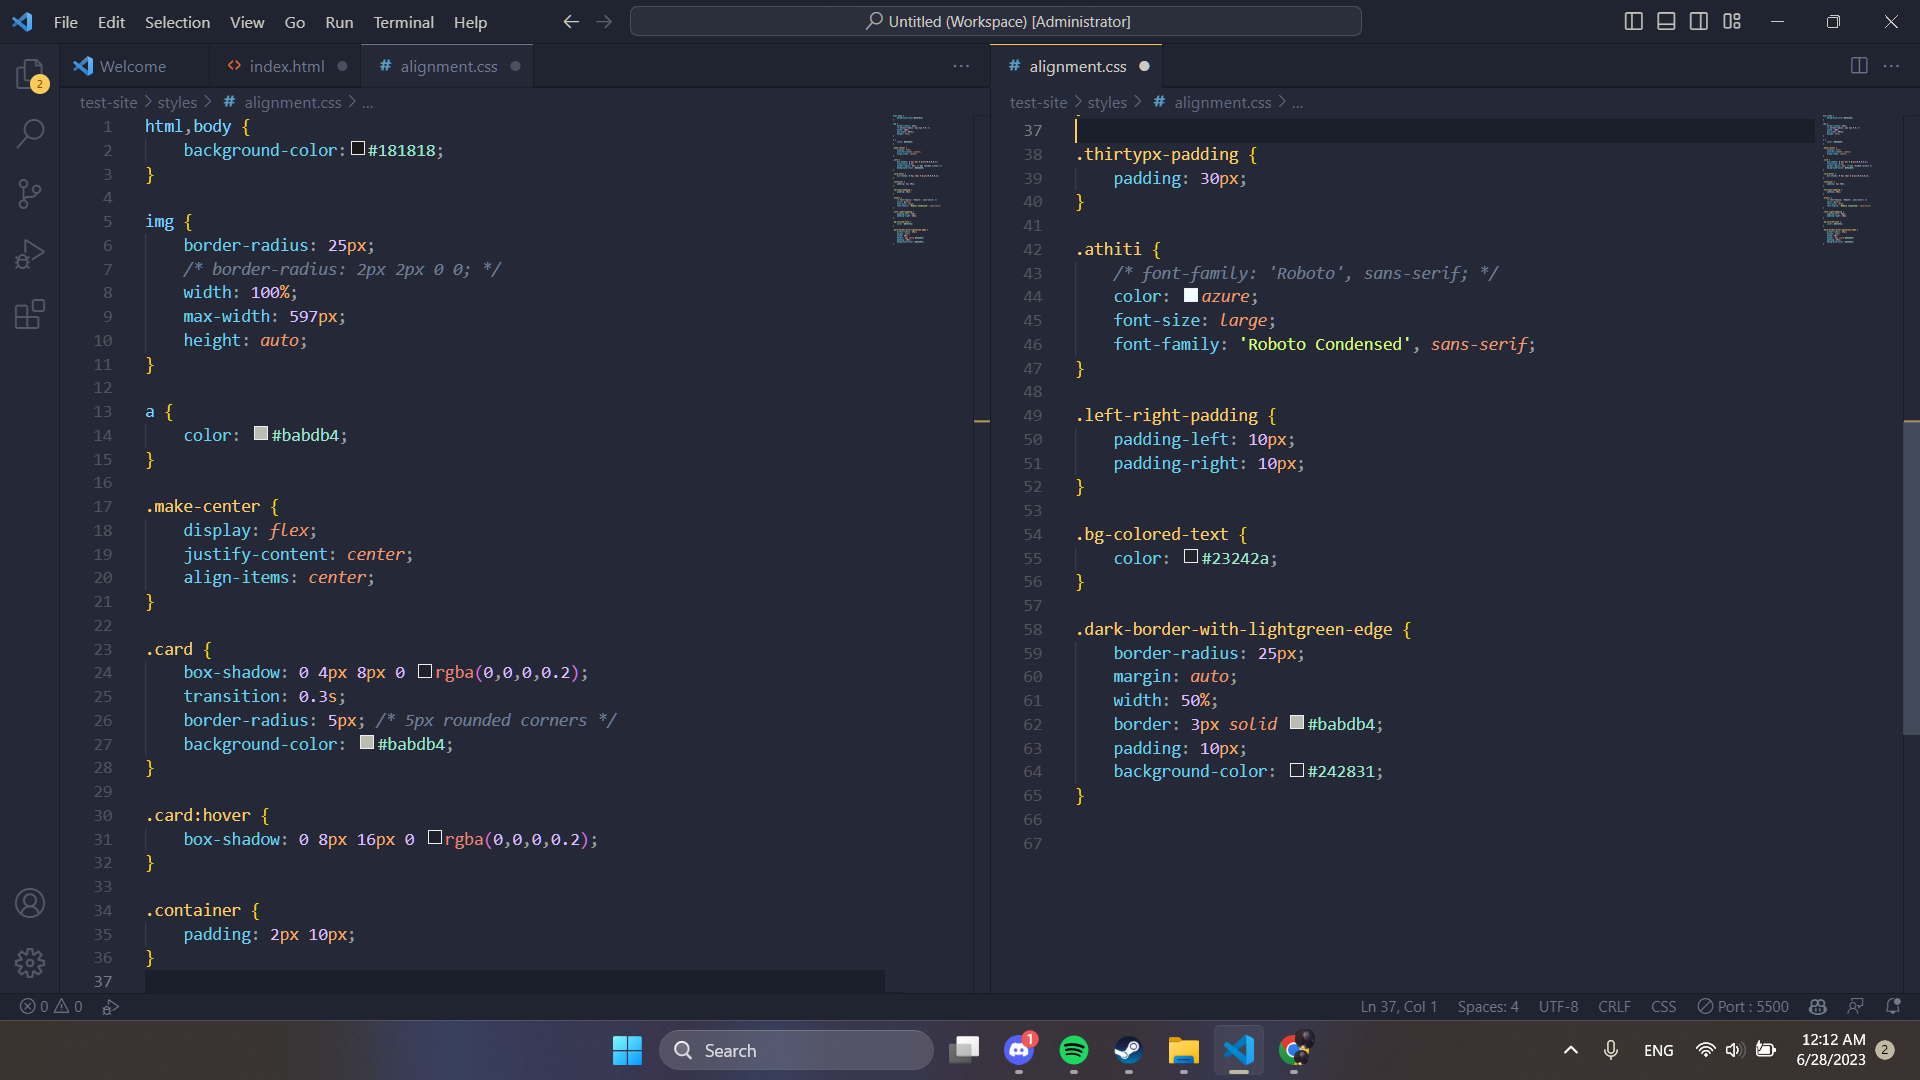 File Edit Selection View Go Run Terminal Help
Untitled (Workspace) [Administrator]
2
Welcome
index.html
# alignment.css
test-site > styles > # alignment.css > ...
1 html,body {
2 background-color: #181818;
3 }
4
5 img {
6 border-radius: 25px;
7 /* border-radius: 2px 2px 0 0; */
8 width: 100%;
9 max-width: 597px;
10 height: auto;
11 }
12
13 a {
14 color: #babdb4;
15 }
16
17 .make-center {
18 display: flex;
19 justify-content: center;
20 align-items: center;
21 }
22
23 .card {
24 box-shadow: 0 4px 8px 0 rgba(0,0,0,0.2);
25 transition: 0.3s;
26 border-radius: 5px; /* 5px rounded corners */
27 background-color: #babdb4;
28 }
29
30 .card:hover {
31 box-shadow: 0 8px 16px 0 rgba(0,0,0,0.2);
32 }
33
34 .container {
35 padding: 2px 10px;
36 }
37
# alignment.css
test-site > styles > # alignment.css > ...
37
38 .thirtypx-padding {
39 padding: 30px;
40 }
41
42 .athiti {
43 /* font-family: 'Roboto', sans-serif; */
44 color: azure;
45 font-size: large;
46 font-family: 'Roboto Condensed', sans-serif;
47 }
48
49 .left-right-padding {
50 padding-left: 10px;
51 padding-right: 10px;
52 }
53
54 .bg-colored-text {
55 color: #23242a;
56 }
57
58 .dark-border-with-lightgreen-edge {
59 border-radius: 25px;
60 margin: auto;
61 width: 50%;
62 border: 3px solid #babdb4;
63 padding: 10px;
64 background-color: #242831;
65 }
66
67
0 0
Ln 37, Col 1 Spaces: 4 UTF-8 CRLF CSS Port : 5500
Search
1
ENG
12:12 AM
6/28/2023
2